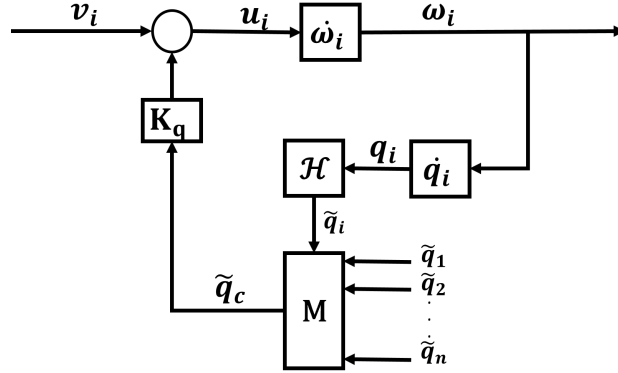 v_i u_i ω̇_i ω_i
K_q
ℋ q_i q̇_i
q̃_i
q̃_c M q̃_1
q̃_2
.
.
.
q̃_n